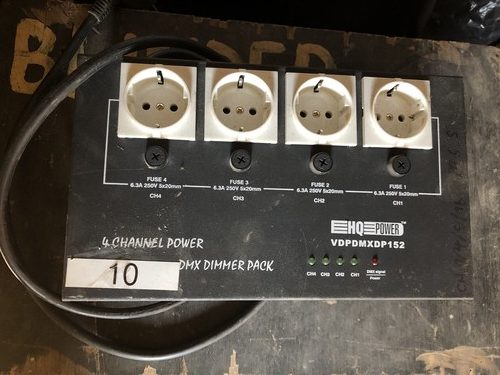 FUSE 4
6.3A 250V 5x20mm
CH4
FUSE 3
6.3A 250V 5x20mm
CH3
FUSE 2
6.3A 250V 5x20mm
CH2
FUSE 1
6.3A 250V 5x20mm
CH1
HQ POWER™
VDPDMXDP152
4 CHANNEL POWER
DMX DIMMER PACK
10
CH4 CH3 CH2 CH1
DMX signal
Power